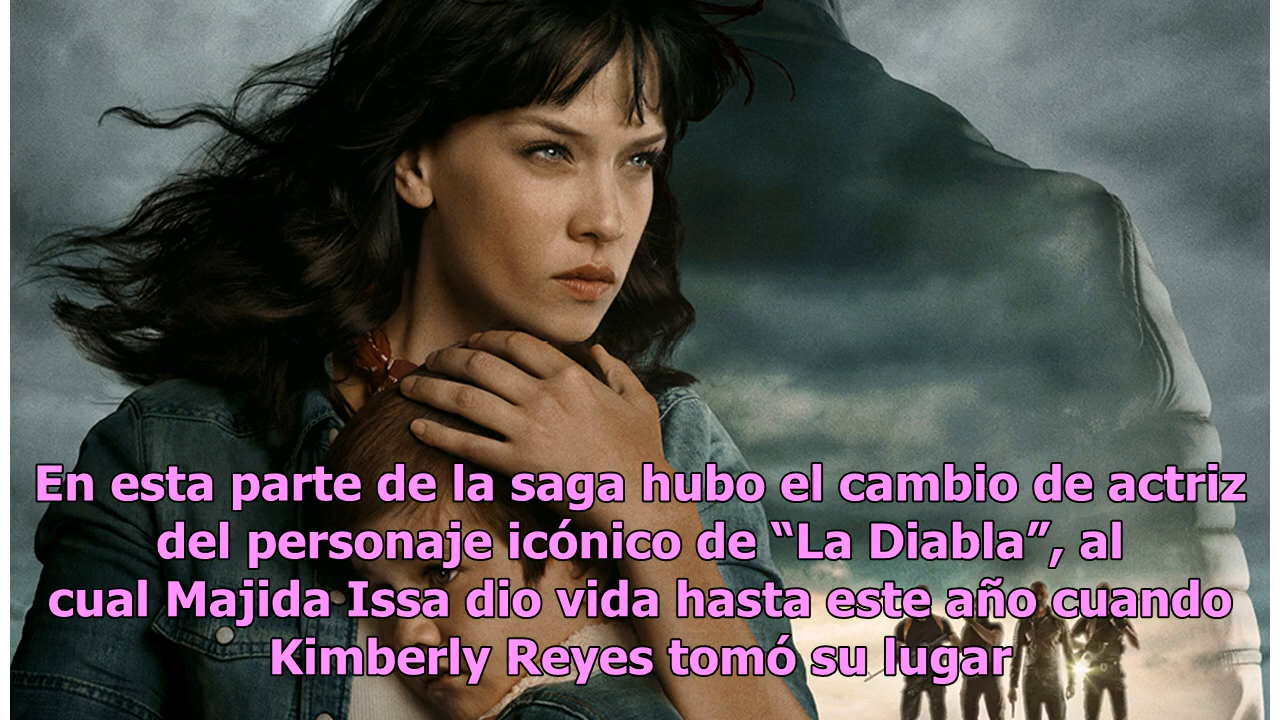 En esta parte de la saga hubo el cambio de actriz
del personaje icónico de “La Diabla”, al
cual Majida Issa dio vida hasta este año cuando
Kimberly Reyes tomó su lugar